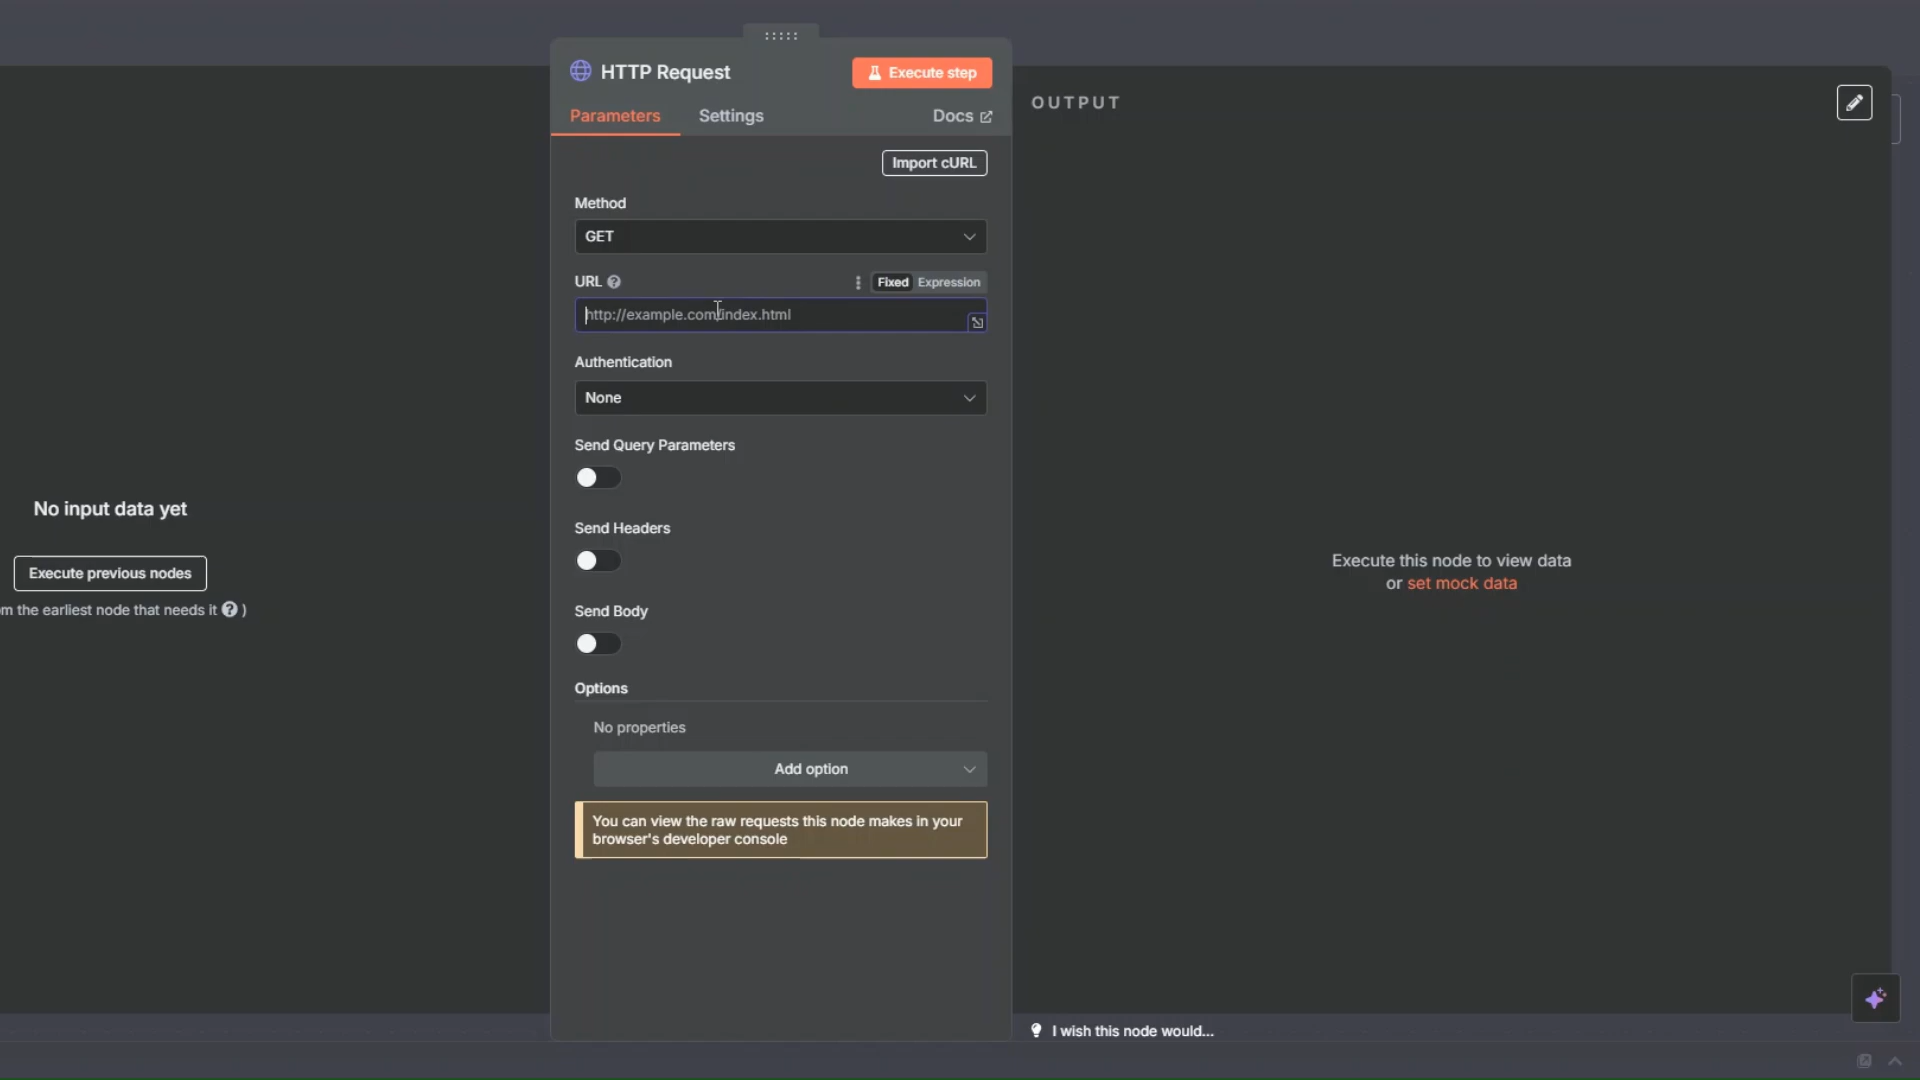 HTTP Request
Execute step
Parameters
Settings
Docs
OUTPUT
Import cURL
Method
GET
URL
Fixed
Expression
http://example.com/index.html
Authentication
None
Send Query Parameters
Send Headers
Send Body
Options
No properties
Add option
You can view the raw requests this node makes in your
browser's developer console
No input data yet
Execute previous nodes
the earliest node that needs it ? )
Execute this node to view data
or set mock data
I wish this node would...